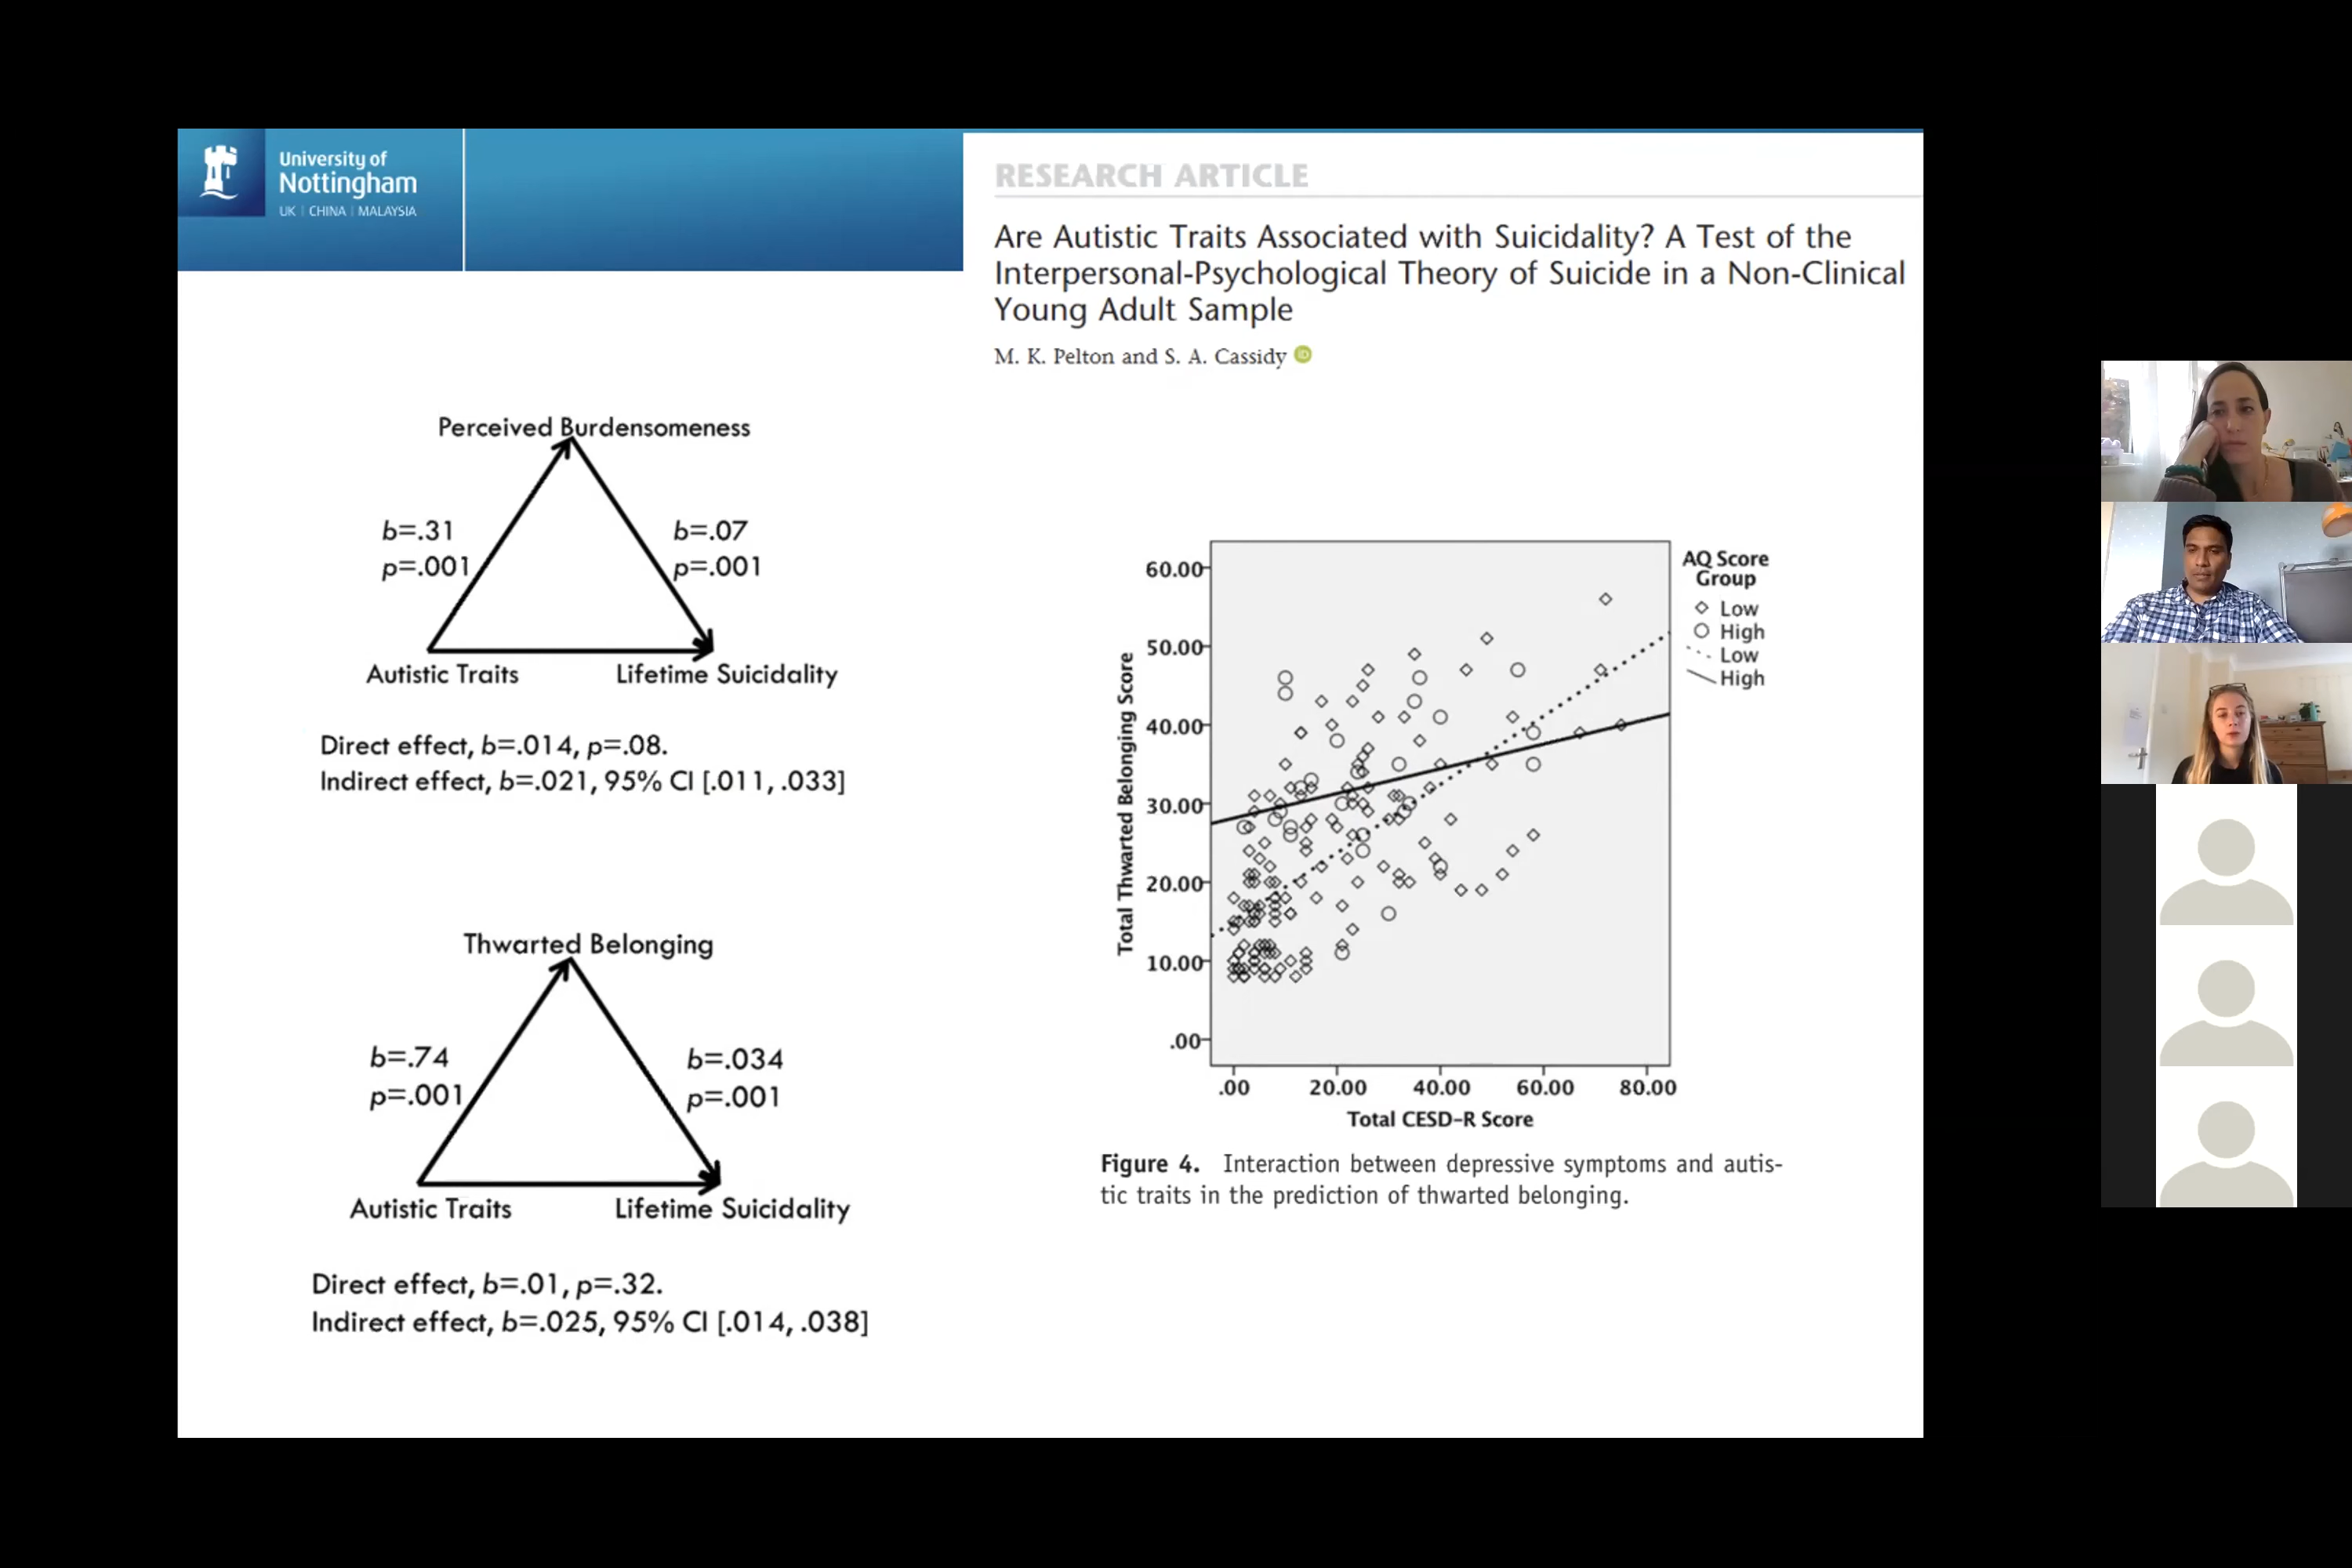 University of
Nottingham
UK | CHINA | MALAYSIA
RESEARCH ARTICLE
Are Autistic Traits Associated with Suicidality? A Test of the
Interpersonal-Psychological Theory of Suicide in a Non-Clinical
Young Adult Sample
M. K. Pelton and S. A. Cassidy iD
Perceived Burdensomeness
b=.31
p=.001
b=.07
p=.001
Autistic Traits
Lifetime Suicidality
Direct effect, b=.014, p=.08.
Indirect effect, b=.021, 95% CI [.011, .033]
Thwarted Belonging
b=.74
p=.001
b=.034
p=.001
Autistic Traits
Lifetime Suicidality
Direct effect, b=.01, p=.32.
Indirect effect, b=.025, 95% CI [.014, .038]
Total Thwarted Belonging Score
60.00
50.00
40.00
30.00
20.00
10.00
.00
.00 20.00 40.00 60.00 80.00
Total CESD-R Score
AQ Score
Group
Low
High
Low
High
Figure 4. Interaction between depressive symptoms and autis-
tic traits in the prediction of thwarted belonging.